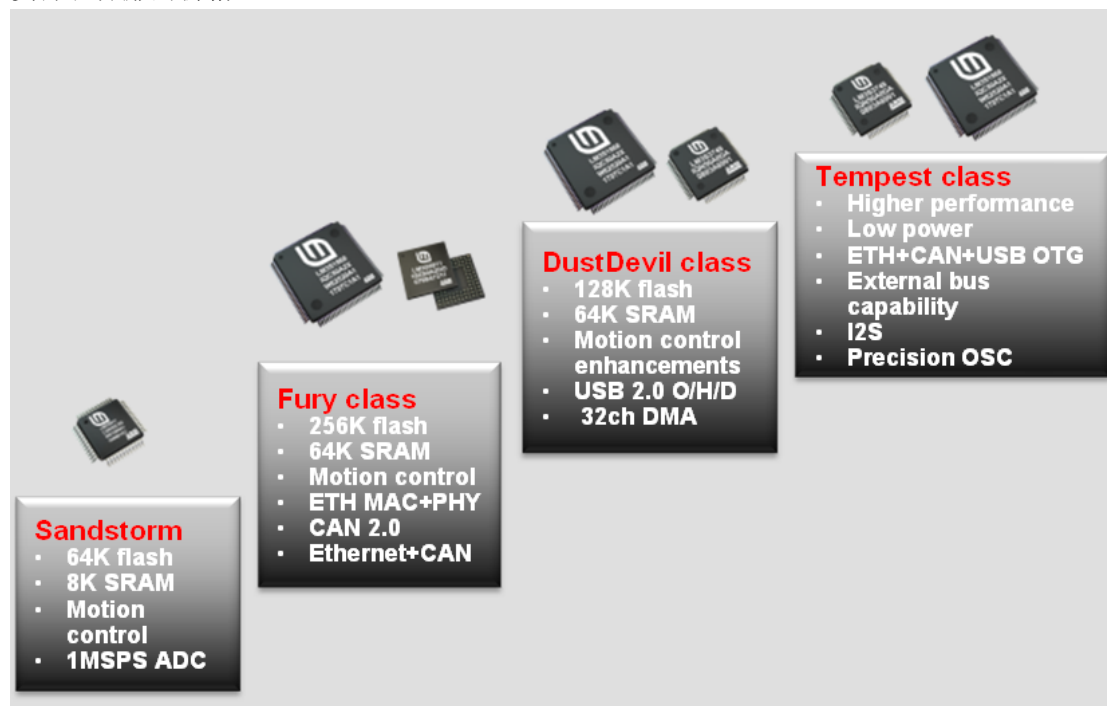 Sandstorm
· 64K flash
· 8K SRAM
· Motion
control
· 1MSPS ADC
Fury class
· 256K flash
· 64K SRAM
· Motion control
· ETH MAC+PHY
· CAN 2.0
· Ethernet+CAN
DustDevil class
· 128K flash
· 64K SRAM
· Motion control
enhancements
· USB 2.0 O/H/D
· 32ch DMA
Tempest class
· Higher performance
· Low power
· ETH+CAN+USB OTG
· External bus
capability
· I2S
· Precision OSC